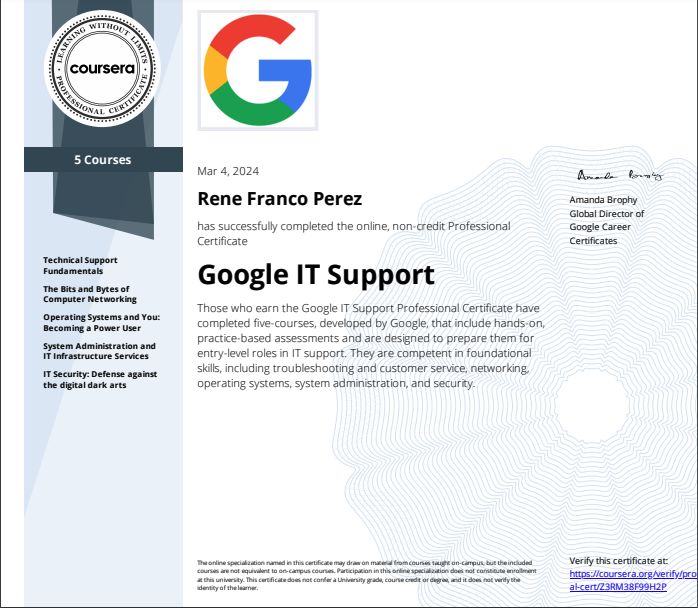 LEARNING WITHOUT LIMITS
coursera
PROFESSIONAL CERTIFICATE
5 Courses
Technical Support
Fundamentals
The Bits and Bytes of
Computer Networking
Operating Systems and You:
Becoming a Power User
System Administration and
IT Infrastructure Services
IT Security: Defense against
the digital dark arts
G
Mar 4, 2024
Rene Franco Perez
has successfully completed the online, non-credit Professional
Certificate
Google IT Support
Those who earn the Google IT Support Professional Certificate have
completed five-courses, developed by Google, that include hands-on,
practice-based assessments and are designed to prepare them for
entry-level roles in IT support. They are competent in foundational
skills, including troubleshooting and customer service, networking,
operating systems, system administration, and security.
Amanda Brophy
Amanda Brophy
Global Director of
Google Career
Certificates
The online specialization named in this certificate may draw on material from courses taught on-campus, but the included
courses are not equivalent to on-campus courses. Participation in this online specialization does not constitute enrollment
at this university. This certificate does not confer a University grade, course credit or degree, and it does not verify the
identity of the learner.
Verify this certificate at:
https://coursera.org/verify/pro
al-cert/Z3RM38F99H2P